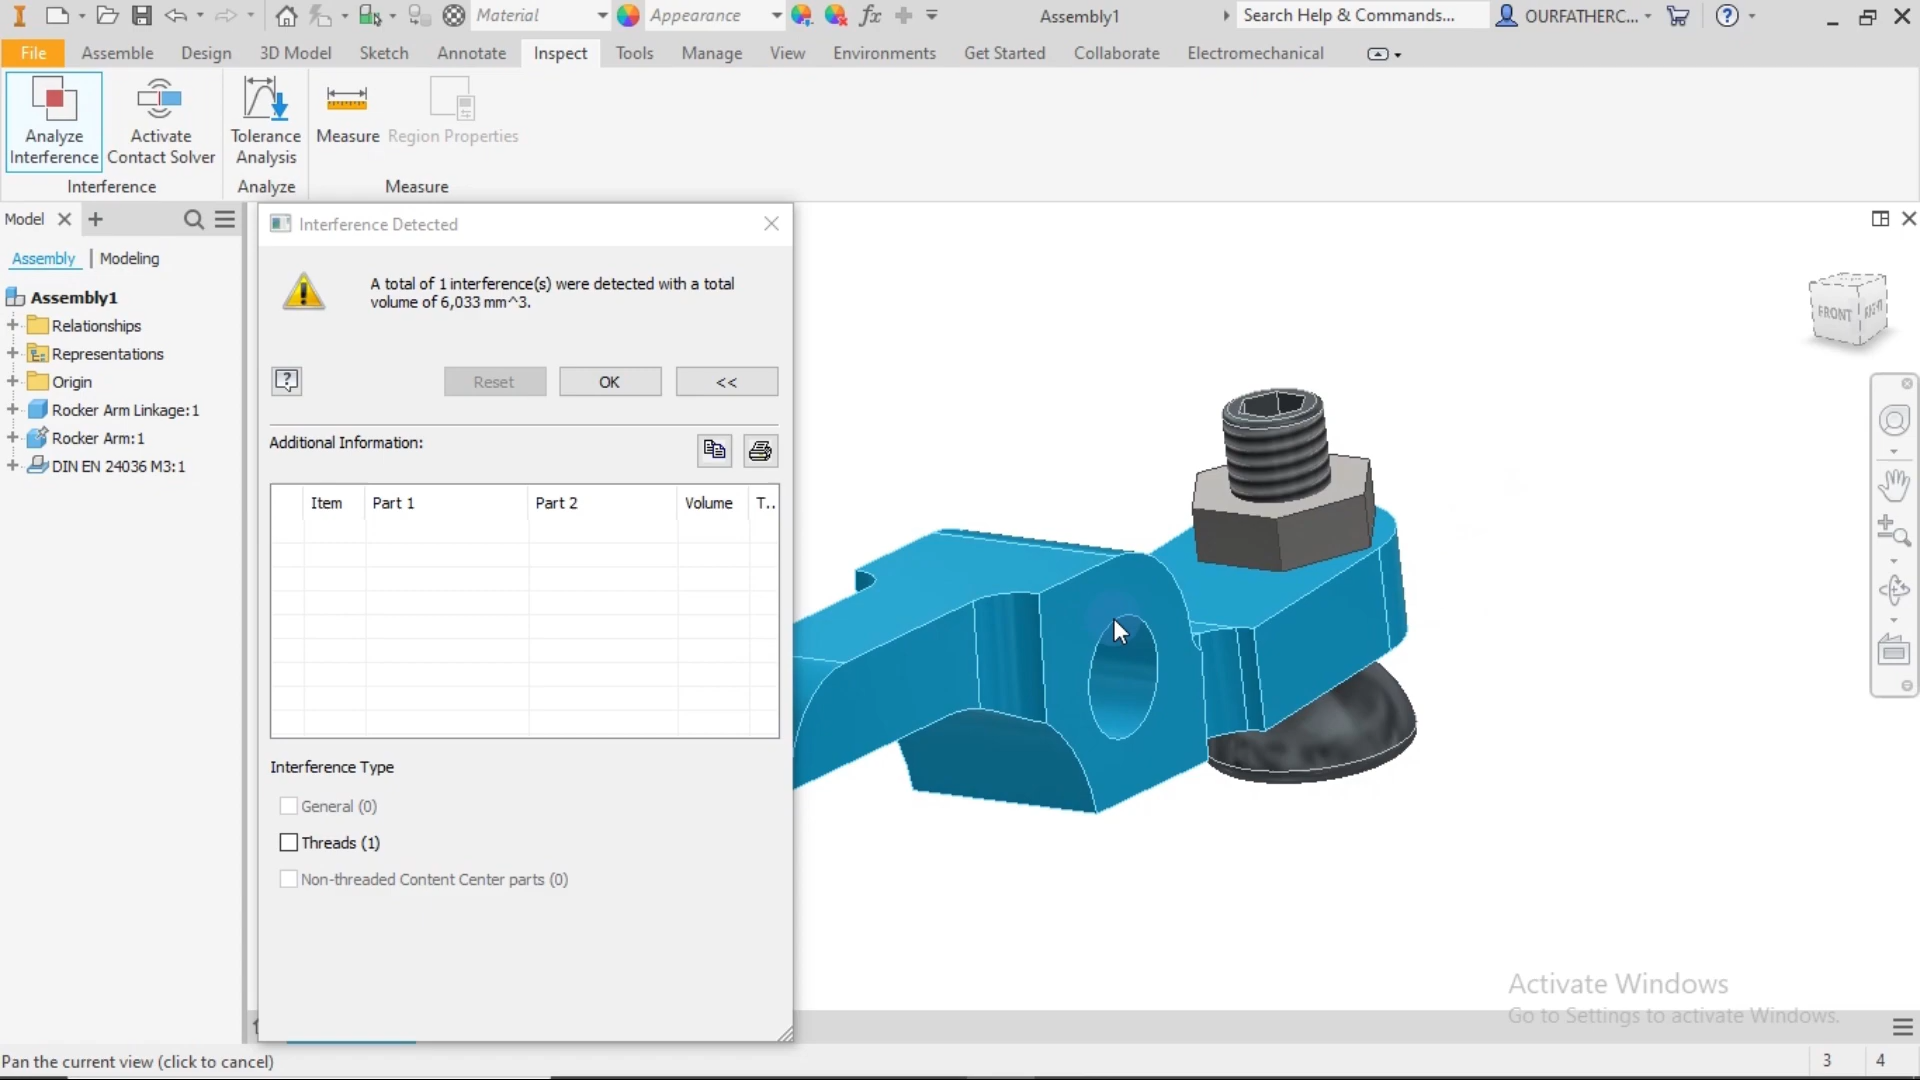 Material
Appearance
fx
Assembly1
Search Help & Commands...
OURFATHERC...
File
Assemble
Design
3D Model
Sketch
Annotate
Inspect
Tools
Manage
View
Environments
Get Started
Collaborate
Electromechanical
Analyze
Interference
Activate
Contact Solver
Tolerance
Analysis
Measure
Region Properties
Interference
Analyze
Measure
Model
Assembly
Modeling
Assembly1
Relationships
Representations
Origin
Rocker Arm Linkage:1
Rocker Arm:1
DIN EN 24036 M3:1
Interference Detected
A total of 1 interference(s) were detected with a total
volume of 6,033 mm^3.
Reset
OK
<<
Additional Information:
Item
Part 1
Part 2
Volume
T..
Interference Type
General (0)
Threads (1)
Non-threaded Content Center parts (0)
FRONT
RIGHT
Activate Windows
Go to Settings to activate Windows.
Pan the current view (click to cancel)
3
4